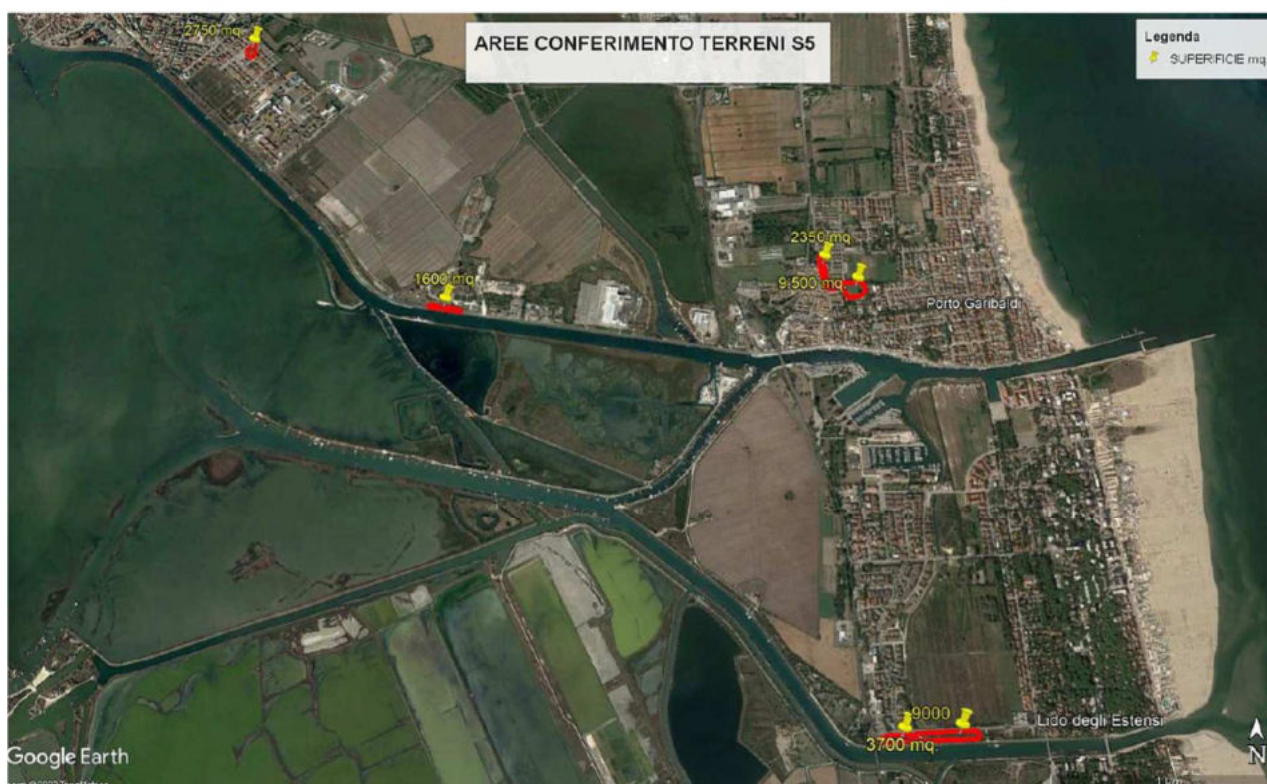 2750 mq.
AREE CONFERIMENTO TERRENI S5
Legenda
SUPERIFICIE mq.
2350 mq.
1600 mq.
9.500 mq.
Porto Garibaldi
9000
Lido degli Estensi
3700 mq.
Google Earth
N